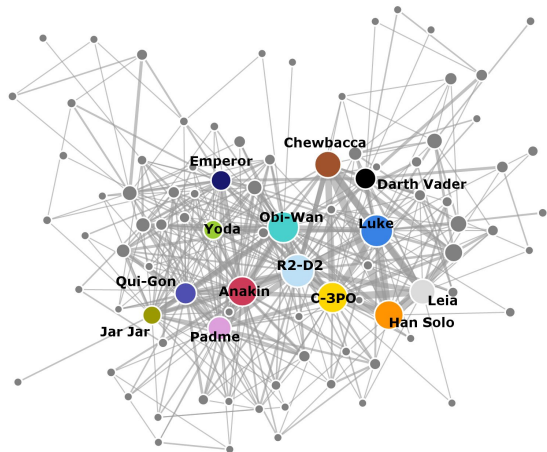 Chewbacca
Emperor
Darth Vader
Obi-Wan
Luke
Yoda
R2-D2
Qui-Gon
Anakin
C-3PO
Leia
Jar Jar
Padme
Han Solo